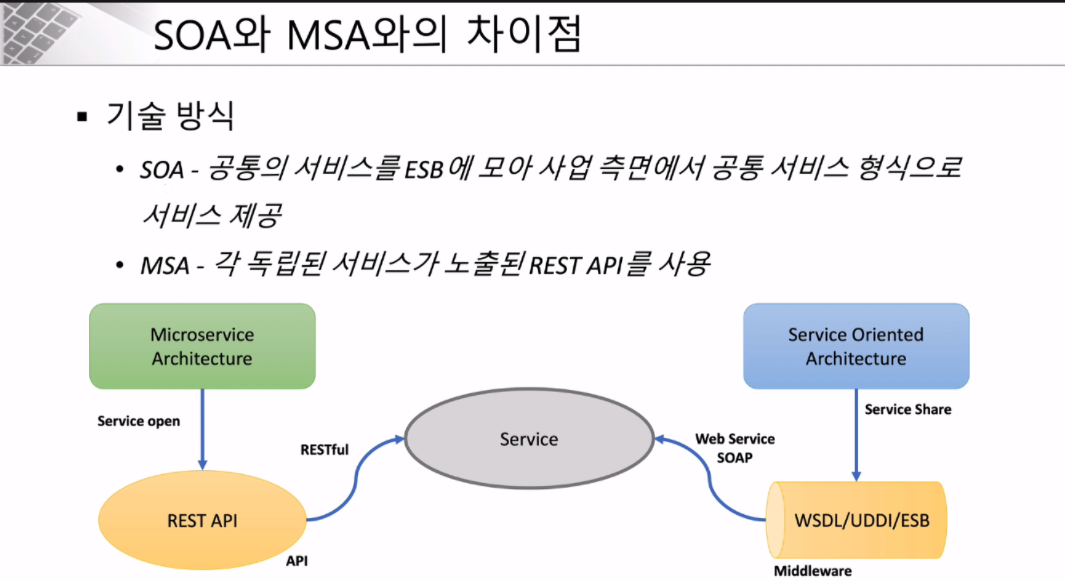 SOA와 MSA와의 차이점
▪ 기술 방식
• SOA - 공통의 서비스를 ESB에 모아 사업 측면에서 공통 서비스 형식으로
서비스 제공
• MSA - 각 독립된 서비스가 노출된 REST API를 사용
Microservice
Architecture
Service Oriented
Architecture
Service open
Service Share
RESTful
Service
Web Service
SOAP
REST API
WSDL/UDDI/ESB
API
Middleware